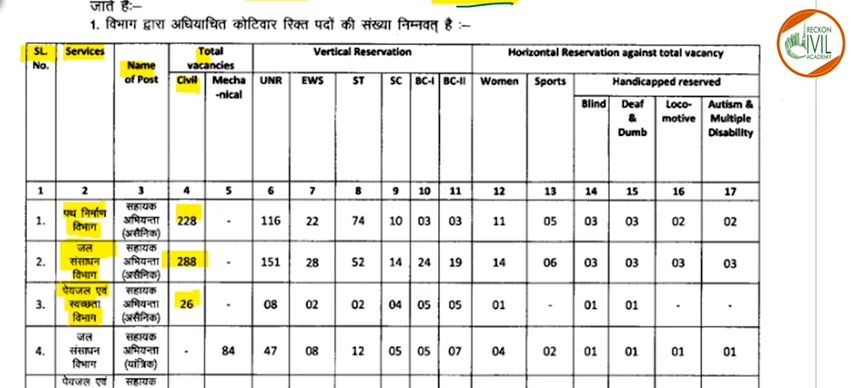 जाते है:–
1. विभाग द्वारा अधियाचित कोटिवार रिक्त पदों की संख्या निम्नवत् है :–
RECKON
CIVIL
ACADEMY
SL. No. Services Name of Post Total vacancies Vertical Reservation Horizontal Reservation against total vacancy
Civil Mecha-nical UNR EWS ST SC BC-I BC-II Women Sports Handicapped reserved
Blind Deaf & Dumb Loco-motive Autism & Multiple Disability
1 2 3 4 5 6 7 8 9 10 11 12 13 14 15 16 17
1. पथ निर्माण विभाग सहायक अभियन्ता (असैनिक) 228 - 116 22 74 10 03 03 11 05 03 03 02 02
2. जल संसाधन विभाग सहायक अभियन्ता (असैनिक) 288 - 151 28 52 14 24 19 14 06 03 03 03 03
3. पेयजल एवं स्वच्छता विभाग सहायक अभियन्ता (असैनिक) 26 - 08 02 02 04 05 05 01 - 01 01 - -
4. जल संसाधन विभाग सहायक अभियन्ता (यांत्रिक) - 84 47 08 12 05 05 07 04 02 01 01 01 01
पेयजल एवं सहायक